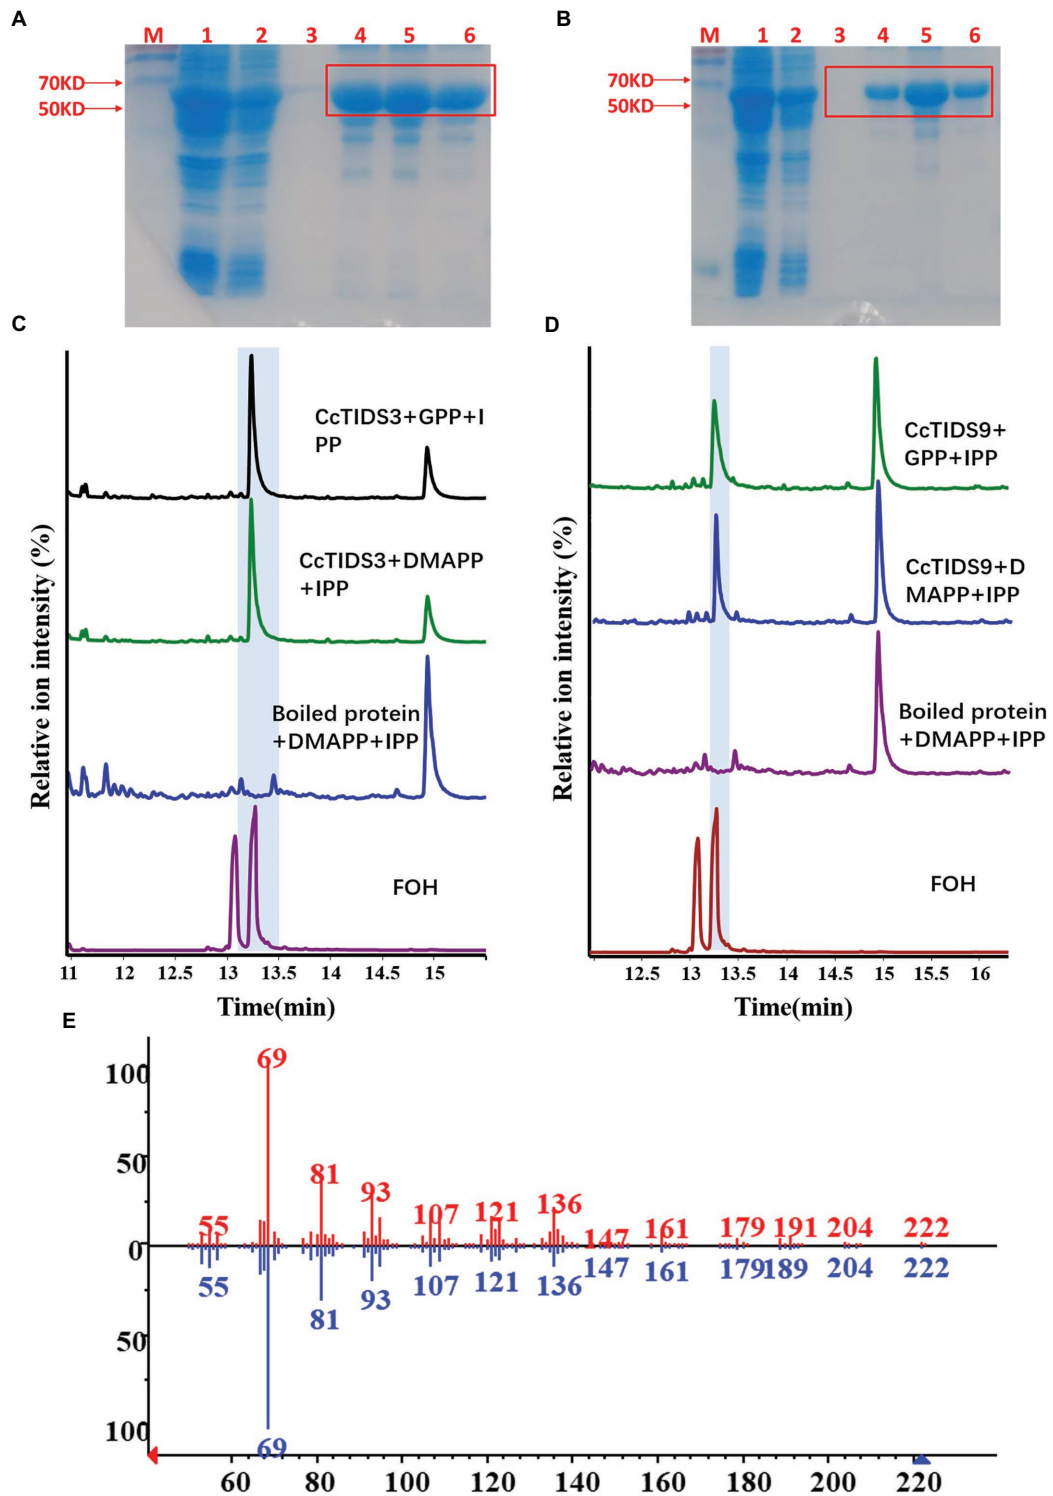 A
M 1 2 3 4 5 6
70KD
50KD
B
M 1 2 3 4 5 6
70KD
50KD
C
CcTIDS3+GPP+I
PP
CcTIDS3+DMAPP
+IPP
Boiled protein
+DMAPP+IPP
FOH
Relative ion intensity (%)
11 12 12.5 13 13.5 14 14.5 15
Time(min)
D
CcTIDS9+
GPP+IPP
CcTIDS9+D
MAPP+IPP
Boiled protein
+DMAPP+IPP
FOH
Relative ion intensity (%)
12.5 13 13.5 14 14.5 15 15.5 16
Time(min)
E
100
50
0
50
100
69
81
93
55 107 121 136 147 161 179 191 204 222
55 81 93 107 121 136 147 161 179 189 204 222
69
60 80 100 120 140 160 180 200 220